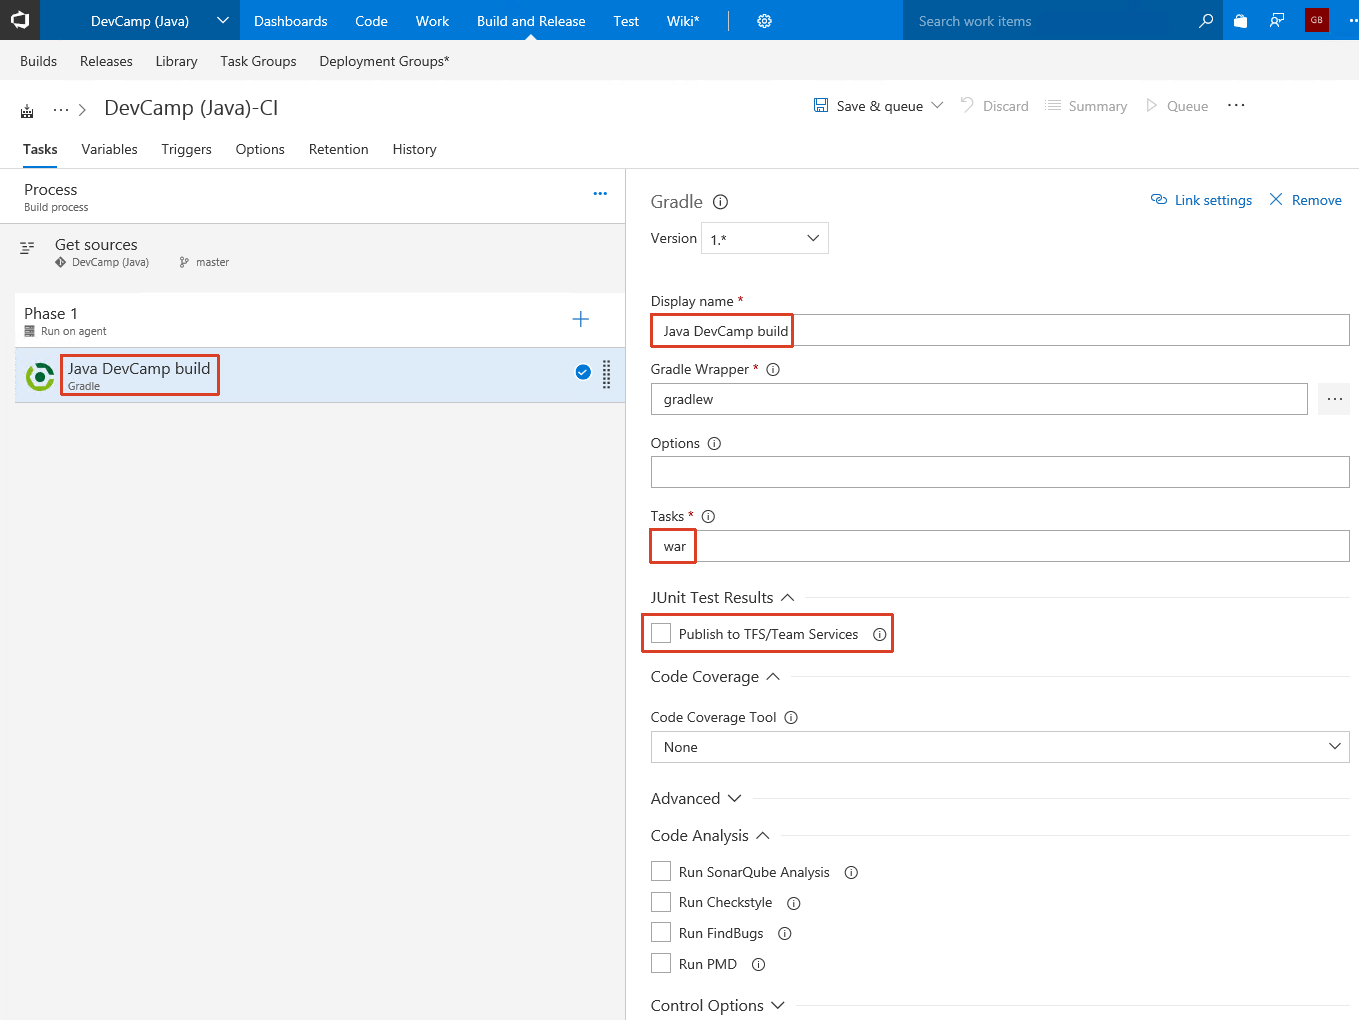 DevCamp (Java) Dashboards Code Work Build and Release Test Wiki* Search work items GB
Builds Releases Library Task Groups Deployment Groups*
... > DevCamp (Java)-CI Save & queue Discard Summary Queue ...
Tasks Variables Triggers Options Retention History
Process ...
Build process
Get sources
DevCamp (Java) master
Phase 1
Run on agent
Java DevCamp build
Gradle
Gradle Link settings Remove
Version 1.*
Display name *
Java DevCamp build
Gradle Wrapper *
gradlew ...
Options
Tasks *
war
JUnit Test Results
Publish to TFS/Team Services
Code Coverage
Code Coverage Tool
None
Advanced
Code Analysis
Run SonarQube Analysis
Run Checkstyle
Run FindBugs
Run PMD
Control Options